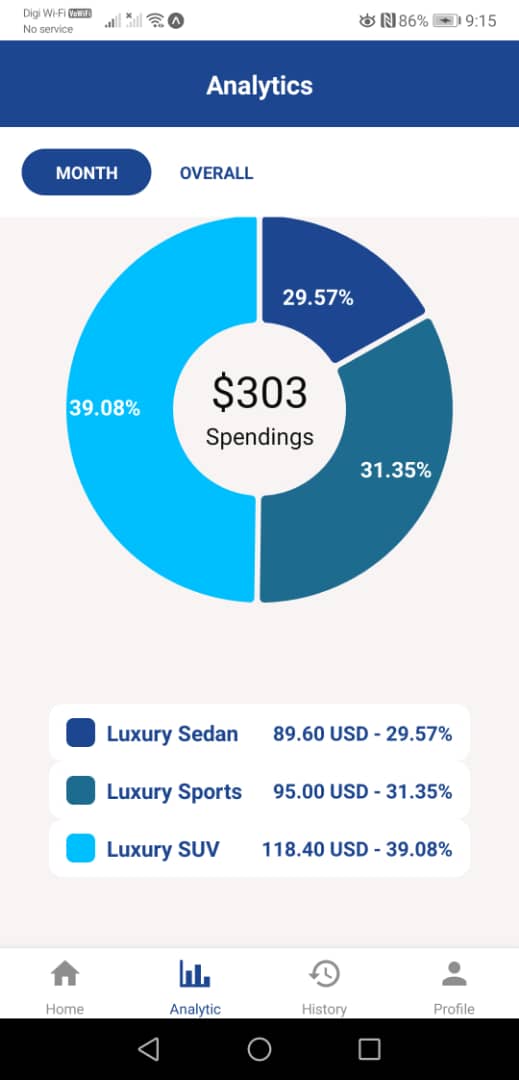 Digi Wi-Fi VoWiFi
No service
86% 9:15
Analytics
MONTH OVERALL
29.57%
39.08%
$303
Spendings
31.35%
Luxury Sedan 89.60 USD - 29.57%
Luxury Sports 95.00 USD - 31.35%
Luxury SUV 118.40 USD - 39.08%
Home Analytic History Profile